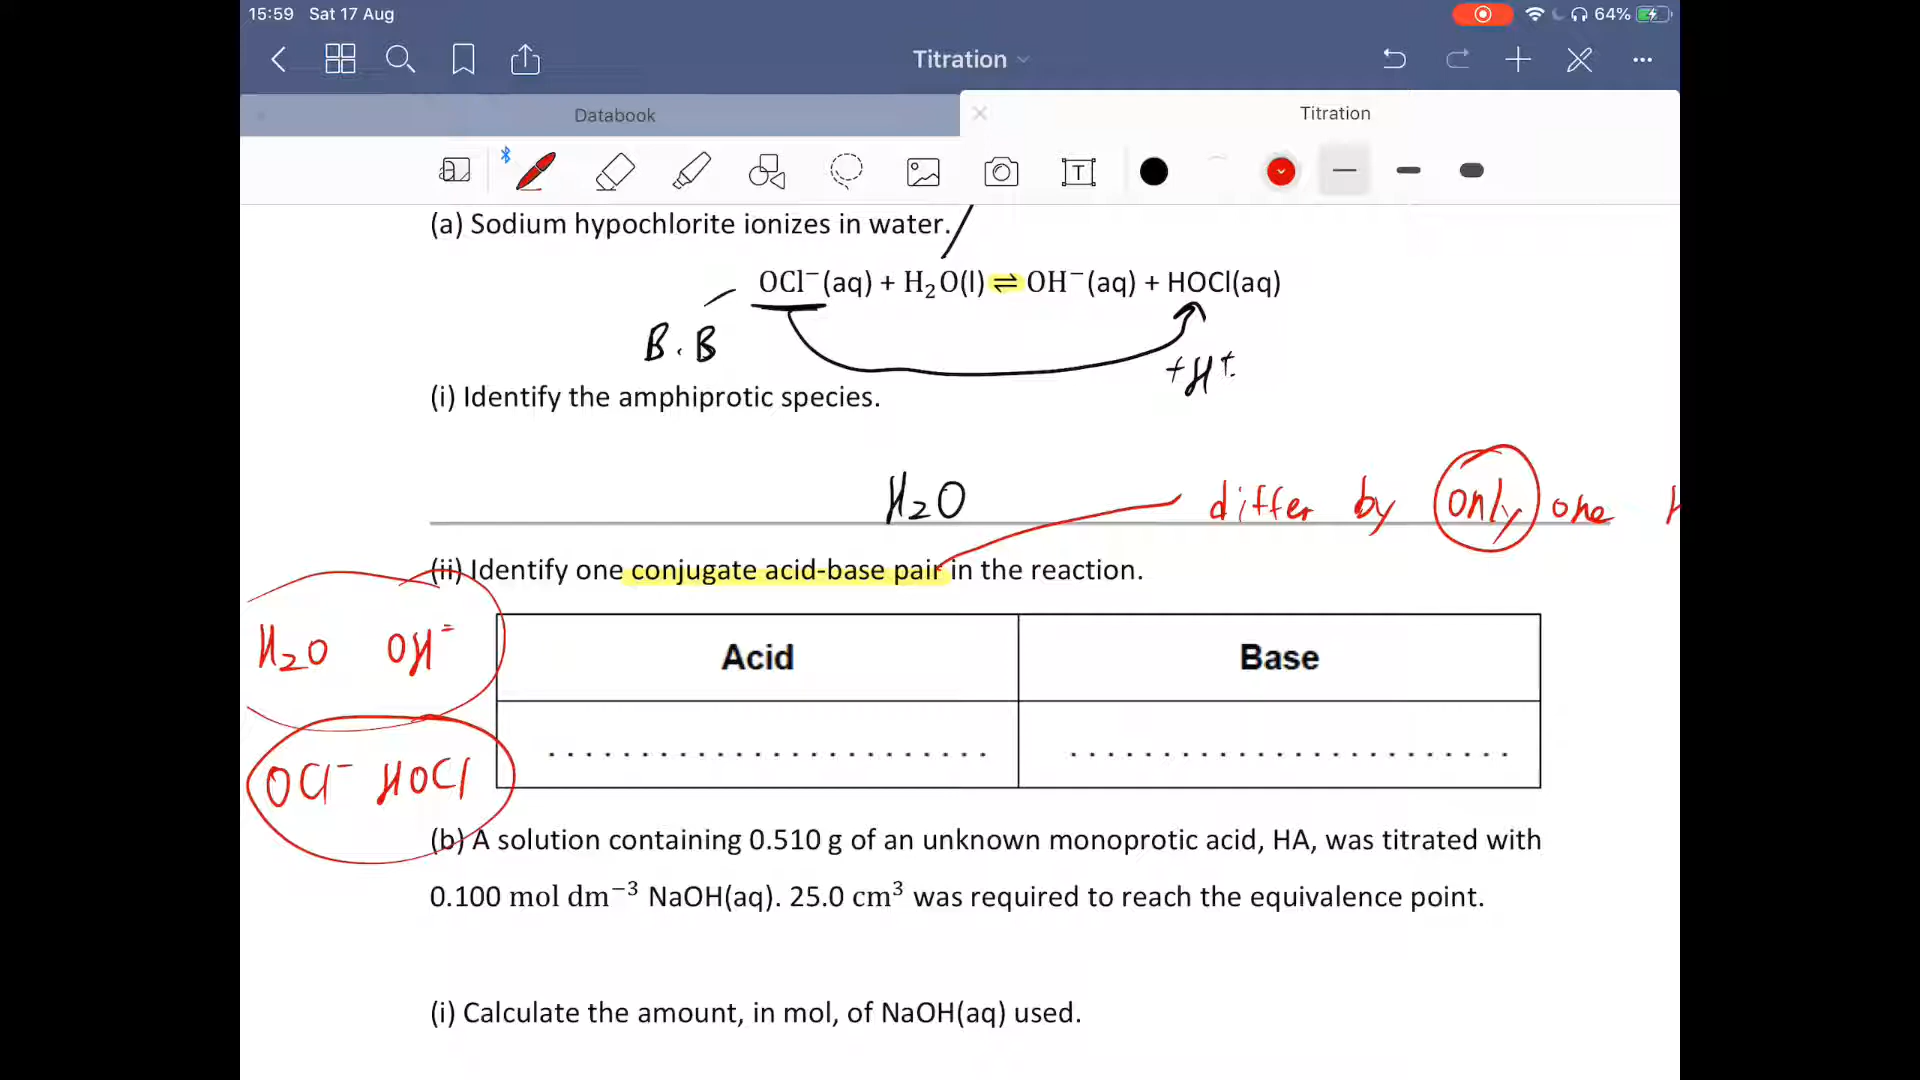 15:59 Sat 17 Aug
64%
Titration
Databook
Titration
(a) Sodium hypochlorite ionizes in water.
OCl⁻(aq) + H₂O(l) ⇌ OH⁻(aq) + HOCl(aq)
B.B
+H⁺
(i) Identify the amphiprotic species.
H₂O
differ by only one
(ii) Identify one conjugate acid-base pair in the reaction.
H₂O OH⁻
Acid Base
OCl⁻ HOCl
(b) A solution containing 0.510 g of an unknown monoprotic acid, HA, was titrated with
0.100 mol dm⁻³ NaOH(aq). 25.0 cm³ was required to reach the equivalence point.
(i) Calculate the amount, in mol, of NaOH(aq) used.